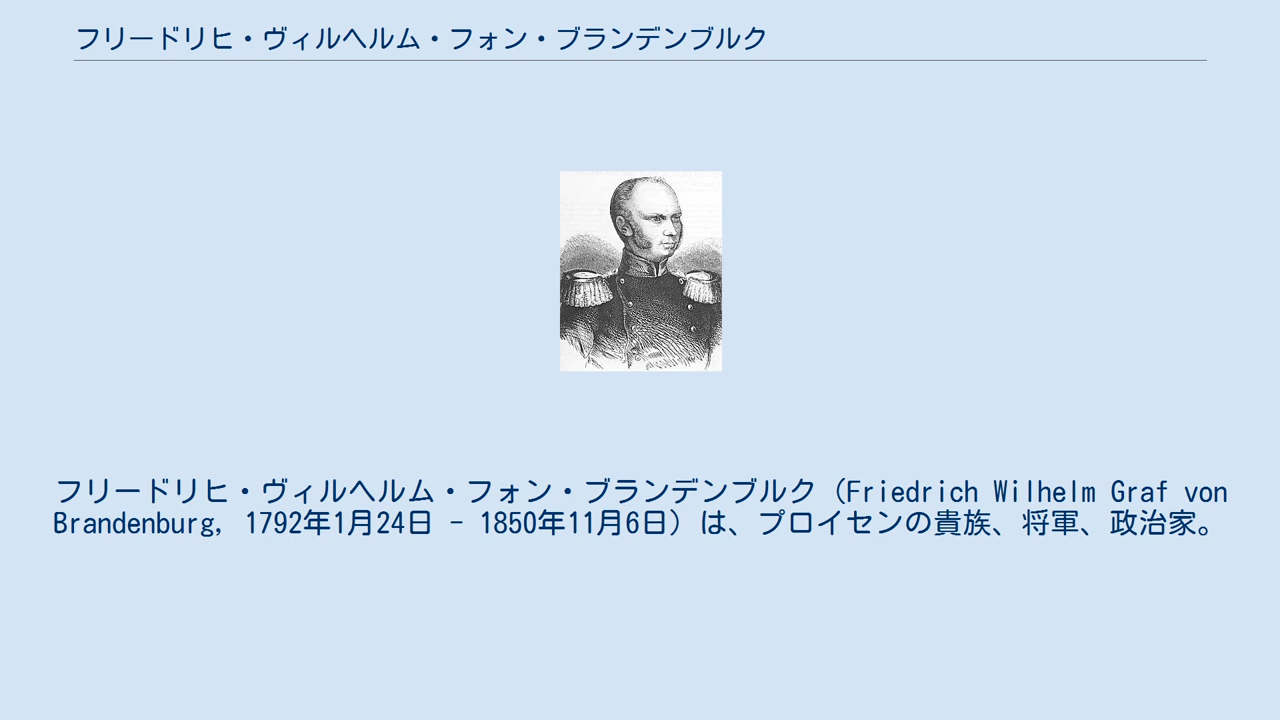 フリードリヒ・ヴィルヘルム・フォン・ブランデンブルク
フリードリヒ・ヴィルヘルム・フォン・ブランデンブルク（Friedrich Wilhelm Graf von
Brandenburg, 1792年1月24日 - 1850年11月6日）は、プロイセンの貴族、将軍、政治家。